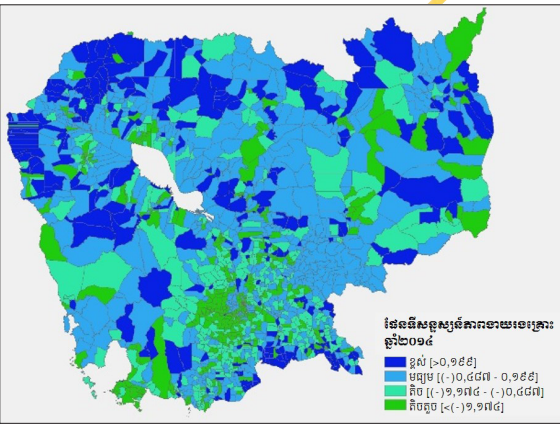 ផែនទីសន្ទស្សន៍ភាពងាយរងគ្រោះ
ឆ្នាំ២០១៤
ខ្ពស់ [>០,១៩៩]
មធ្យម [(-)០,៤៨៧ - ០,១៩៩]
តិច [(-)១,១៧៤ - (-)០,៤៨៧]
តិចតួច [<(-)១,១៧៤]